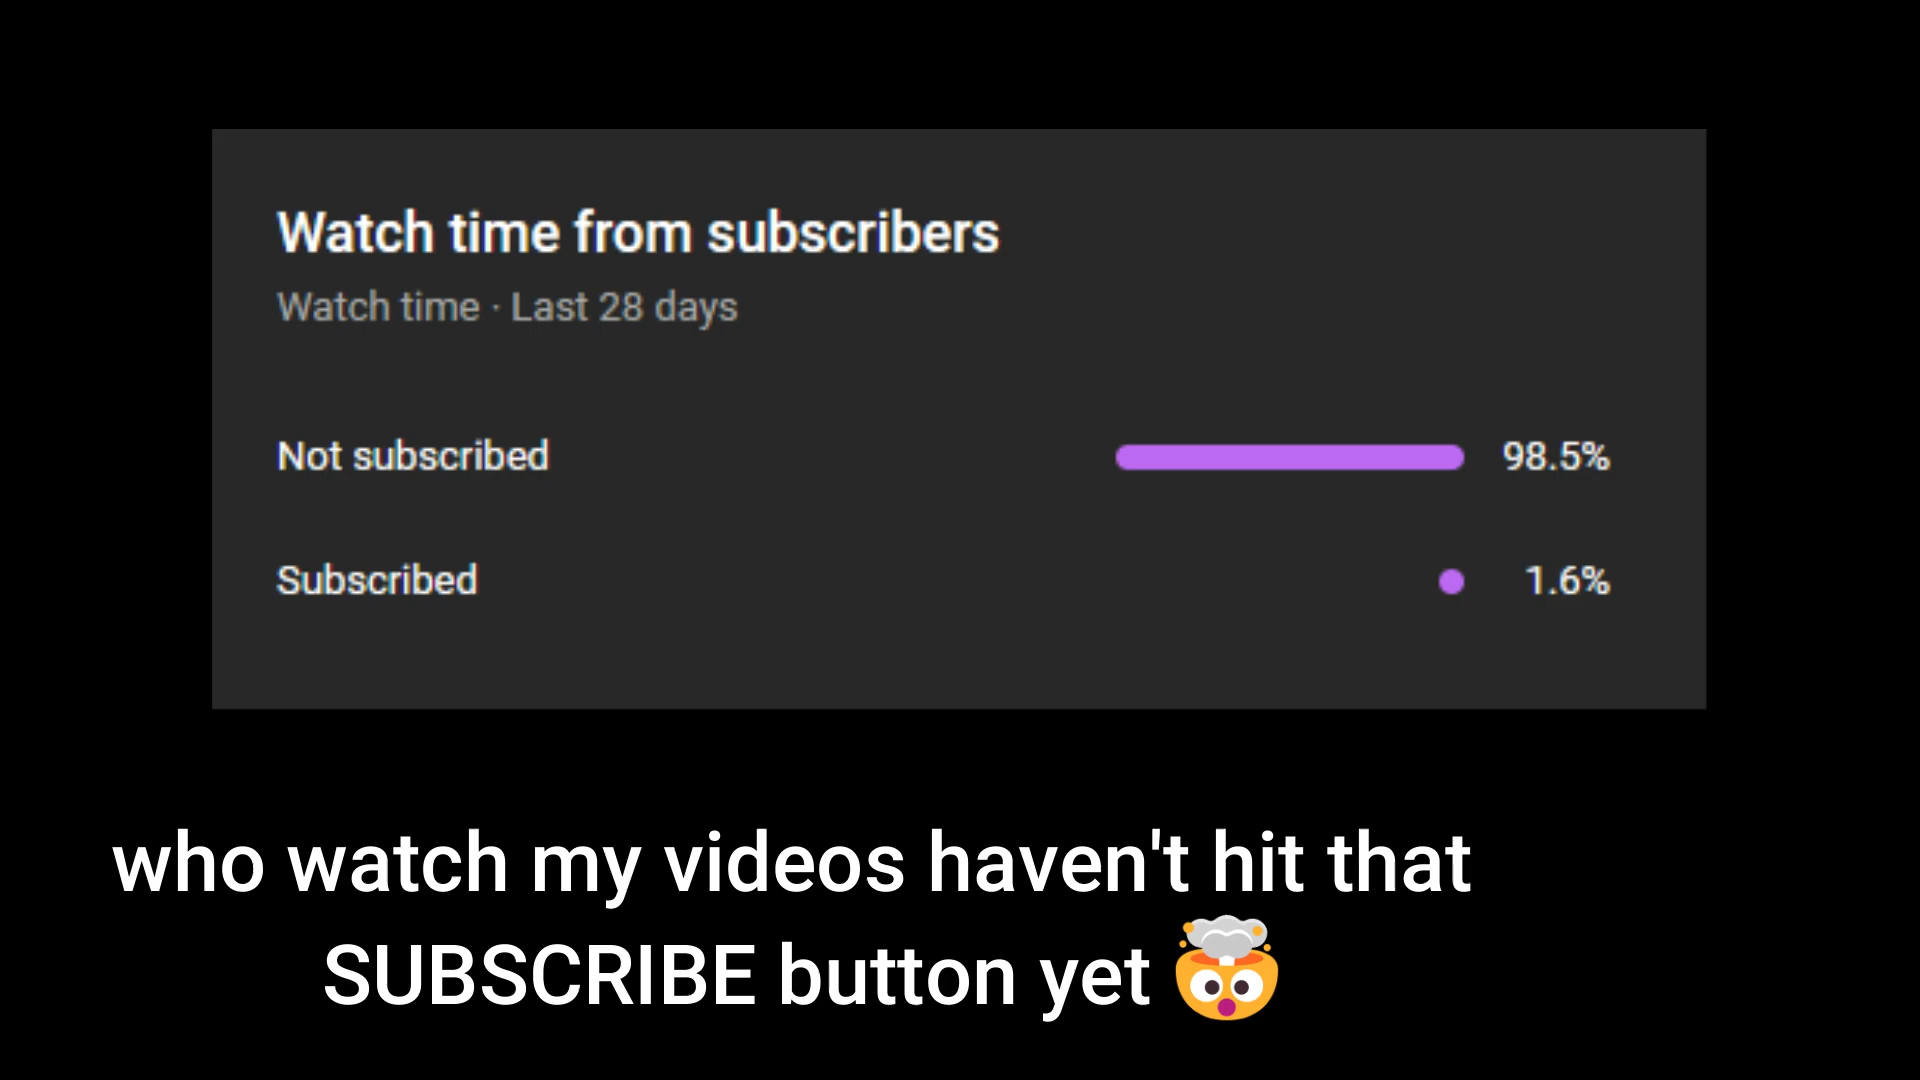 Watch time from subscribers
Watch time · Last 28 days
Not subscribed 98.5%
Subscribed 1.6%
who watch my videos haven't hit that
SUBSCRIBE button yet 🤯